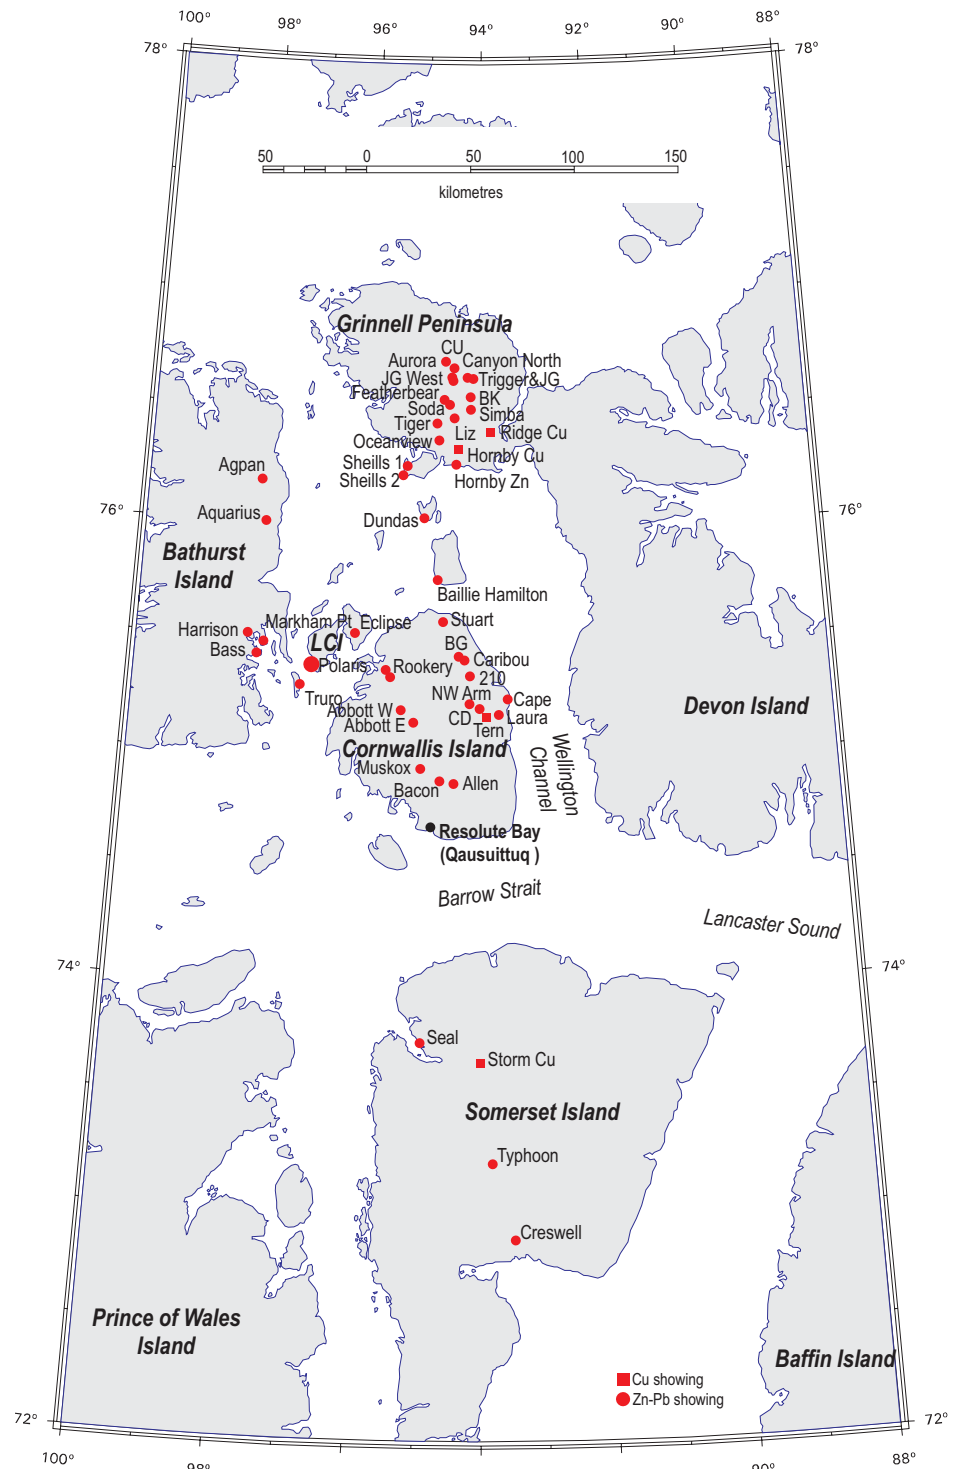 100°
98°
96°
94°
92°
90°
88°
78°
78°
50
0
50
100
150
kilometres
Grinnell Peninsula
CU
Aurora
Canyon North
JG West
Trigger&JG
Featherbear
BK
Soda
Simba
Tiger
Liz
Ridge Cu
Oceanview
Hornby Cu
Sheills 1
Agpan
Sheills 2
Hornby Zn
76°
76°
Aquarius
Dundas
Bathurst
Island
Baillie Hamilton
Markham Pt
Eclipse
Stuart
Harrison
LCI
BG
Bass
Polaris
Rookery
Caribou
210
Truro
NW Arm
Cape
Abbott W
CD
Laura
Devon Island
Abbott E
Tern
Cornwallis Island
Wellington
Channel
Muskox
Bacon
Allen
Resolute Bay
(Qausuittuq )
Barrow Strait
Lancaster Sound
74°
74°
Seal
Storm Cu
Somerset Island
Typhoon
Creswell
Prince of Wales
Island
Baffin Island
Cu showing
Zn-Pb showing
72°
72°
100°
98°
90°
88°